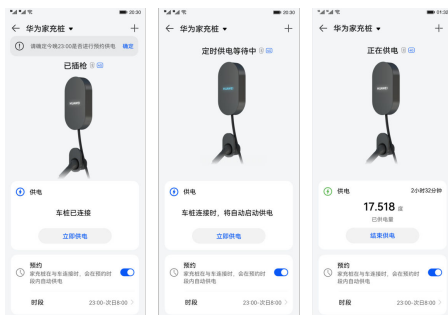 20:30
华为家充桩
请确定今晚23:00是否进行预约供电 确定
已插枪
HUAWEI
供电
车桩已连接
立即供电
预约
家充桩在与车连接时，会在预约时
段内自动供电
时段 23:00-次日8:00
20:30
华为家充桩
定时供电等待中
HUAWEI
供电
车桩连接时，将自动启动供电
立即供电
预约
家充桩在与车连接时，会在预约时
段内自动供电
时段 23:00-次日8:00
01:32
华为家充桩
正在供电
HUAWEI
供电 2小时32分钟
17.518 度
已供电量
结束供电
预约
家充桩在与车连接时，会在预约时
段内自动供电
时段 23:00-次日8:00